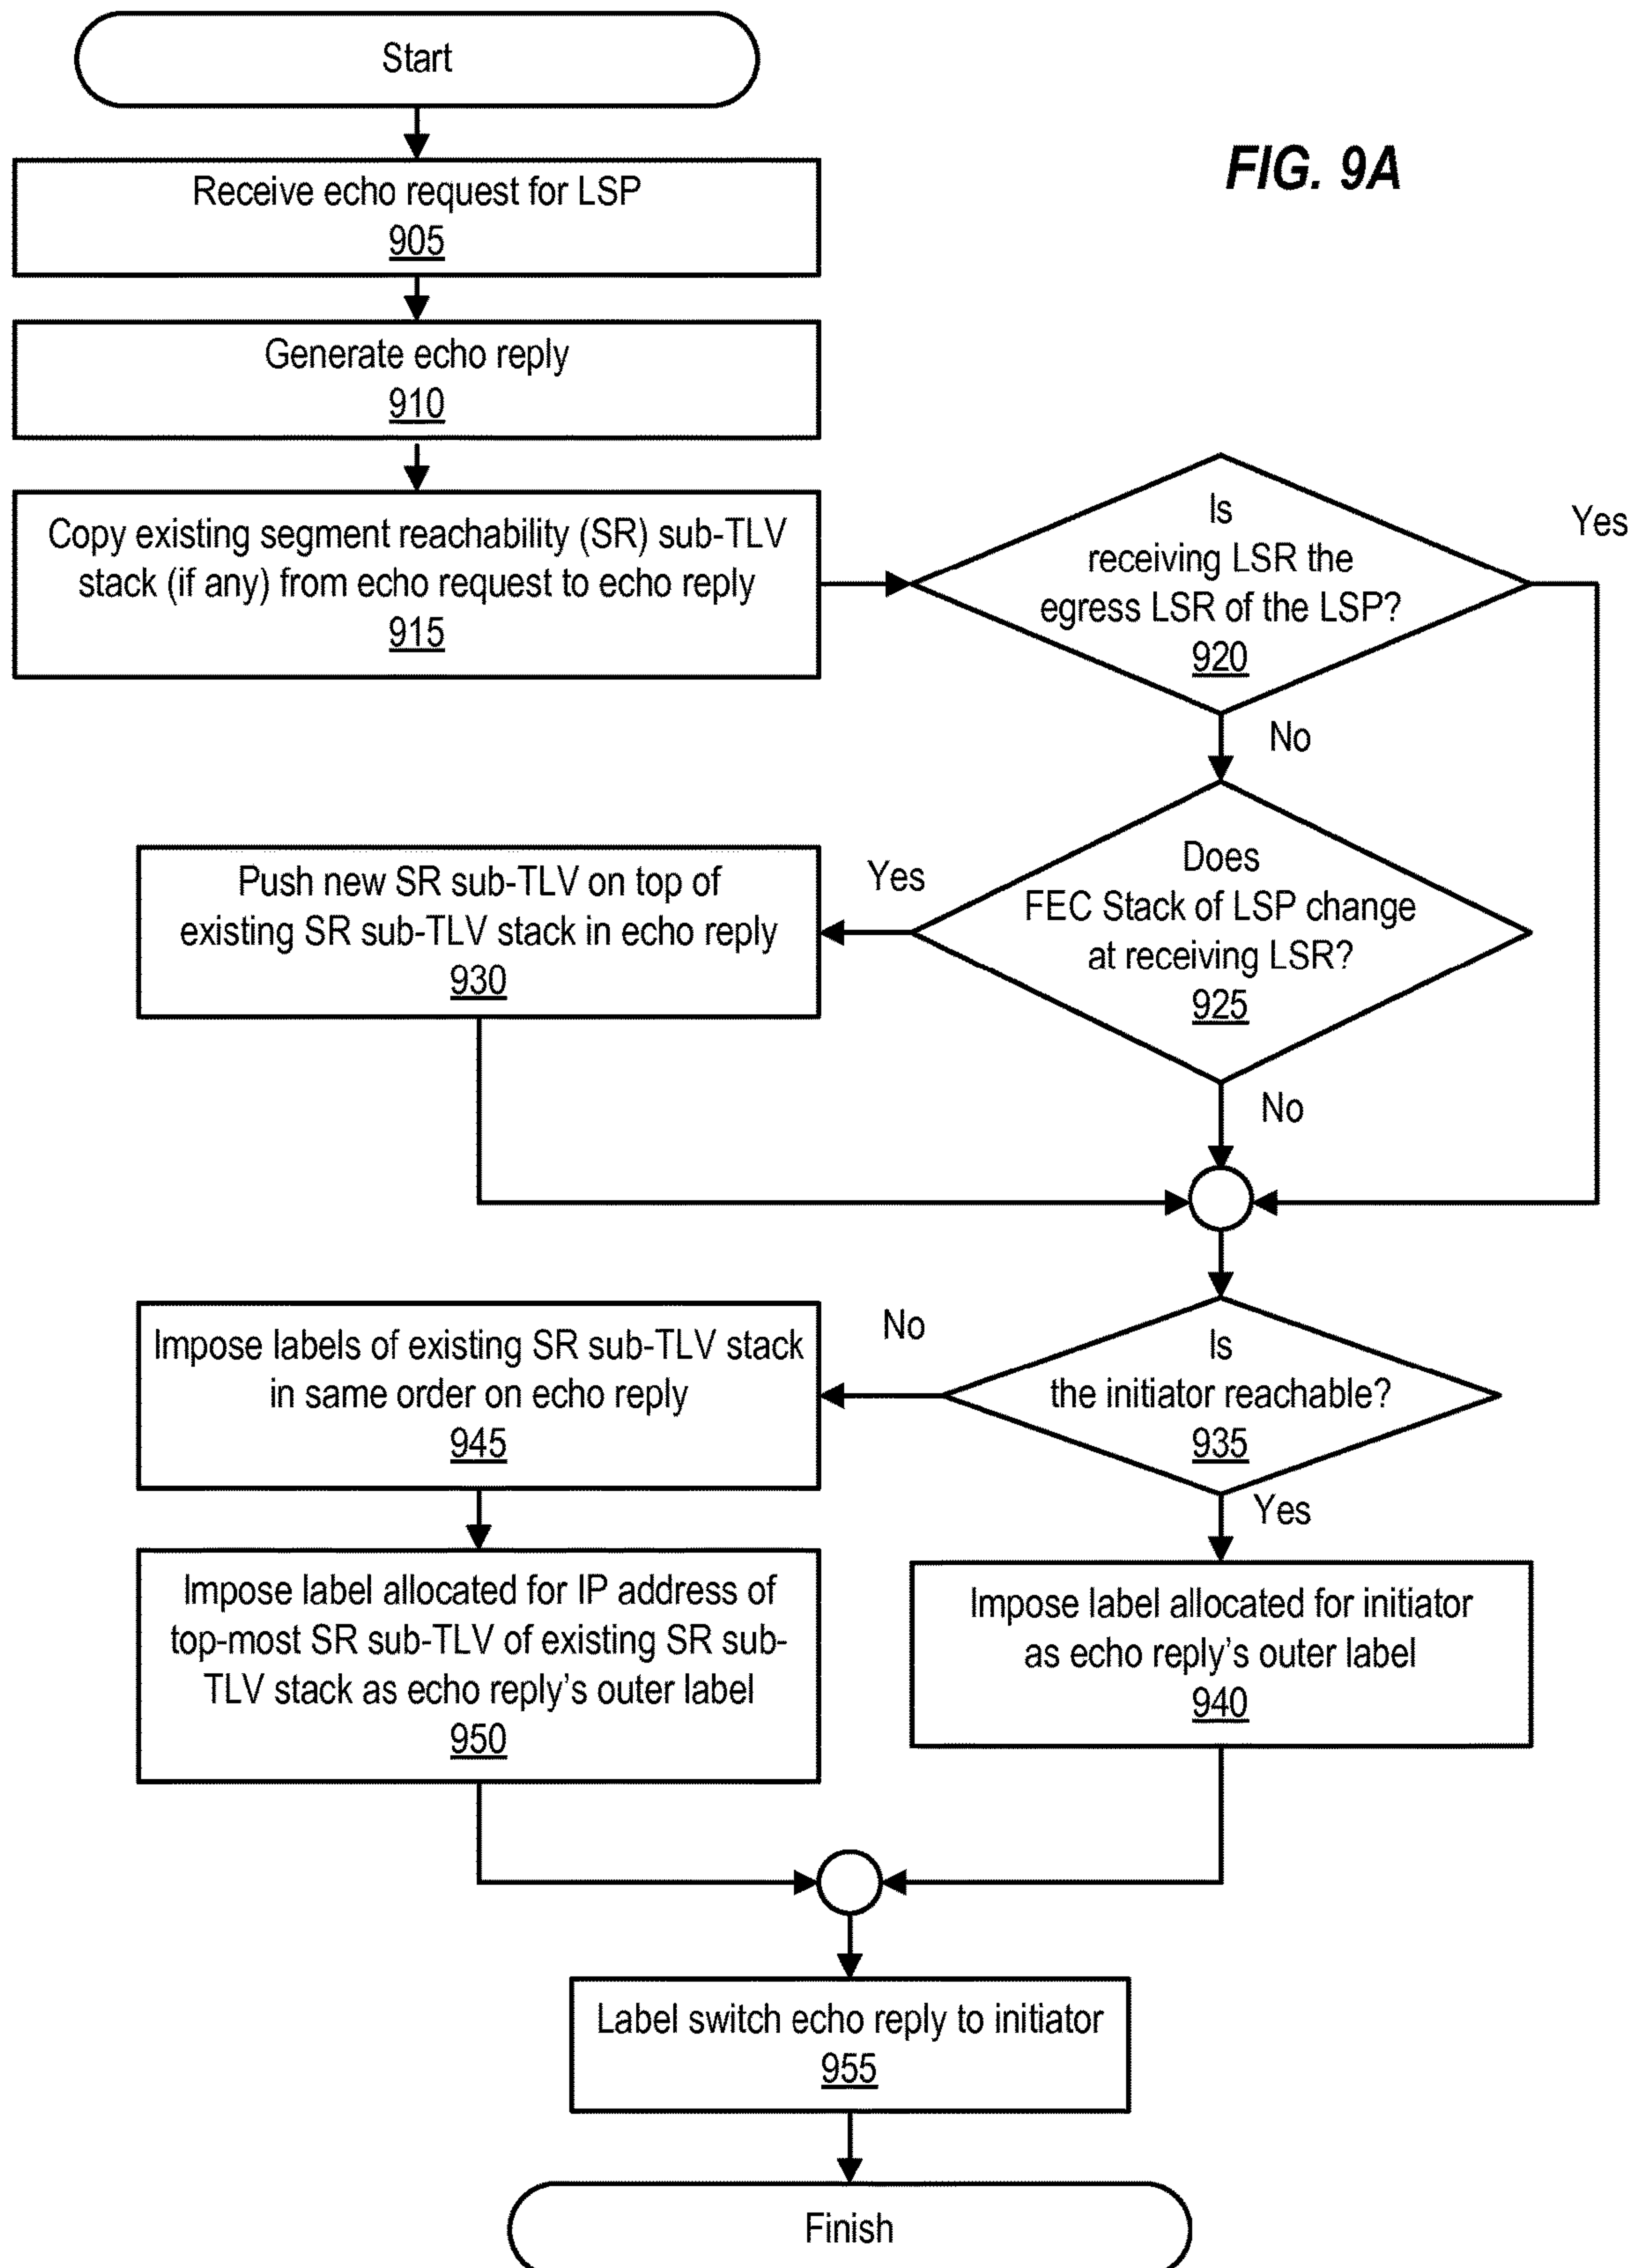 Start
FIG. 9A
Receive echo request for LSP
905
Generate echo reply
910
Copy existing segment reachability (SR) sub-TLV
stack (if any) from echo request to echo reply
915
Is
receiving LSR the
egress LSR of the LSP?
920
Yes
No
Does
FEC Stack of LSP change
at receiving LSR?
925
Yes
Push new SR sub-TLV on top of
existing SR sub-TLV stack in echo reply
930
No
Is
the initiator reachable?
935
No
Impose labels of existing SR sub-TLV stack
in same order on echo reply
945
Yes
Impose label allocated for IP address of
top-most SR sub-TLV of existing SR sub-
TLV stack as echo reply's outer label
950
Impose label allocated for initiator
as echo reply's outer label
940
Label switch echo reply to initiator
955
Finish